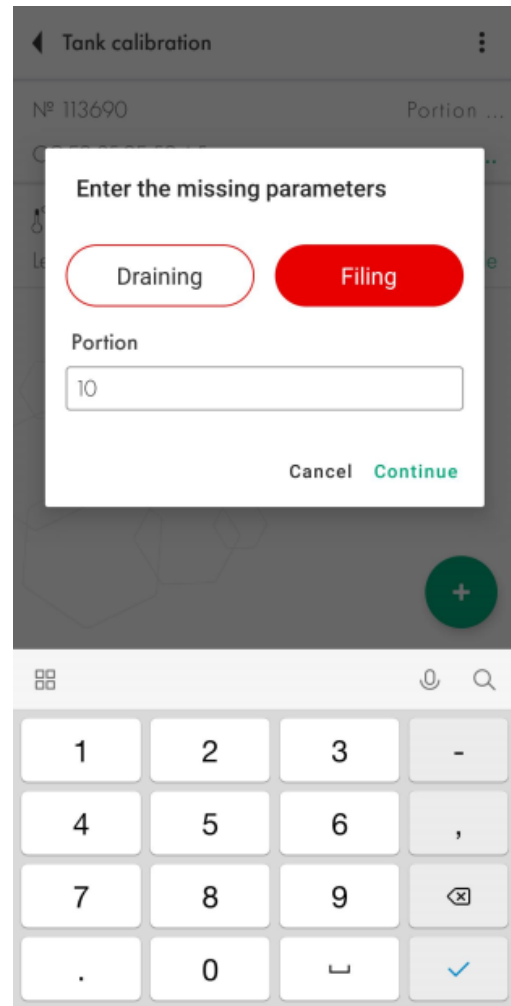 Tank calibration
№ 113690 Portion ...
Enter the missing parameters
Draining Filing
Portion
10
Cancel Continue
+
1 2 3 -
4 5 6 ,
7 8 9
. 0